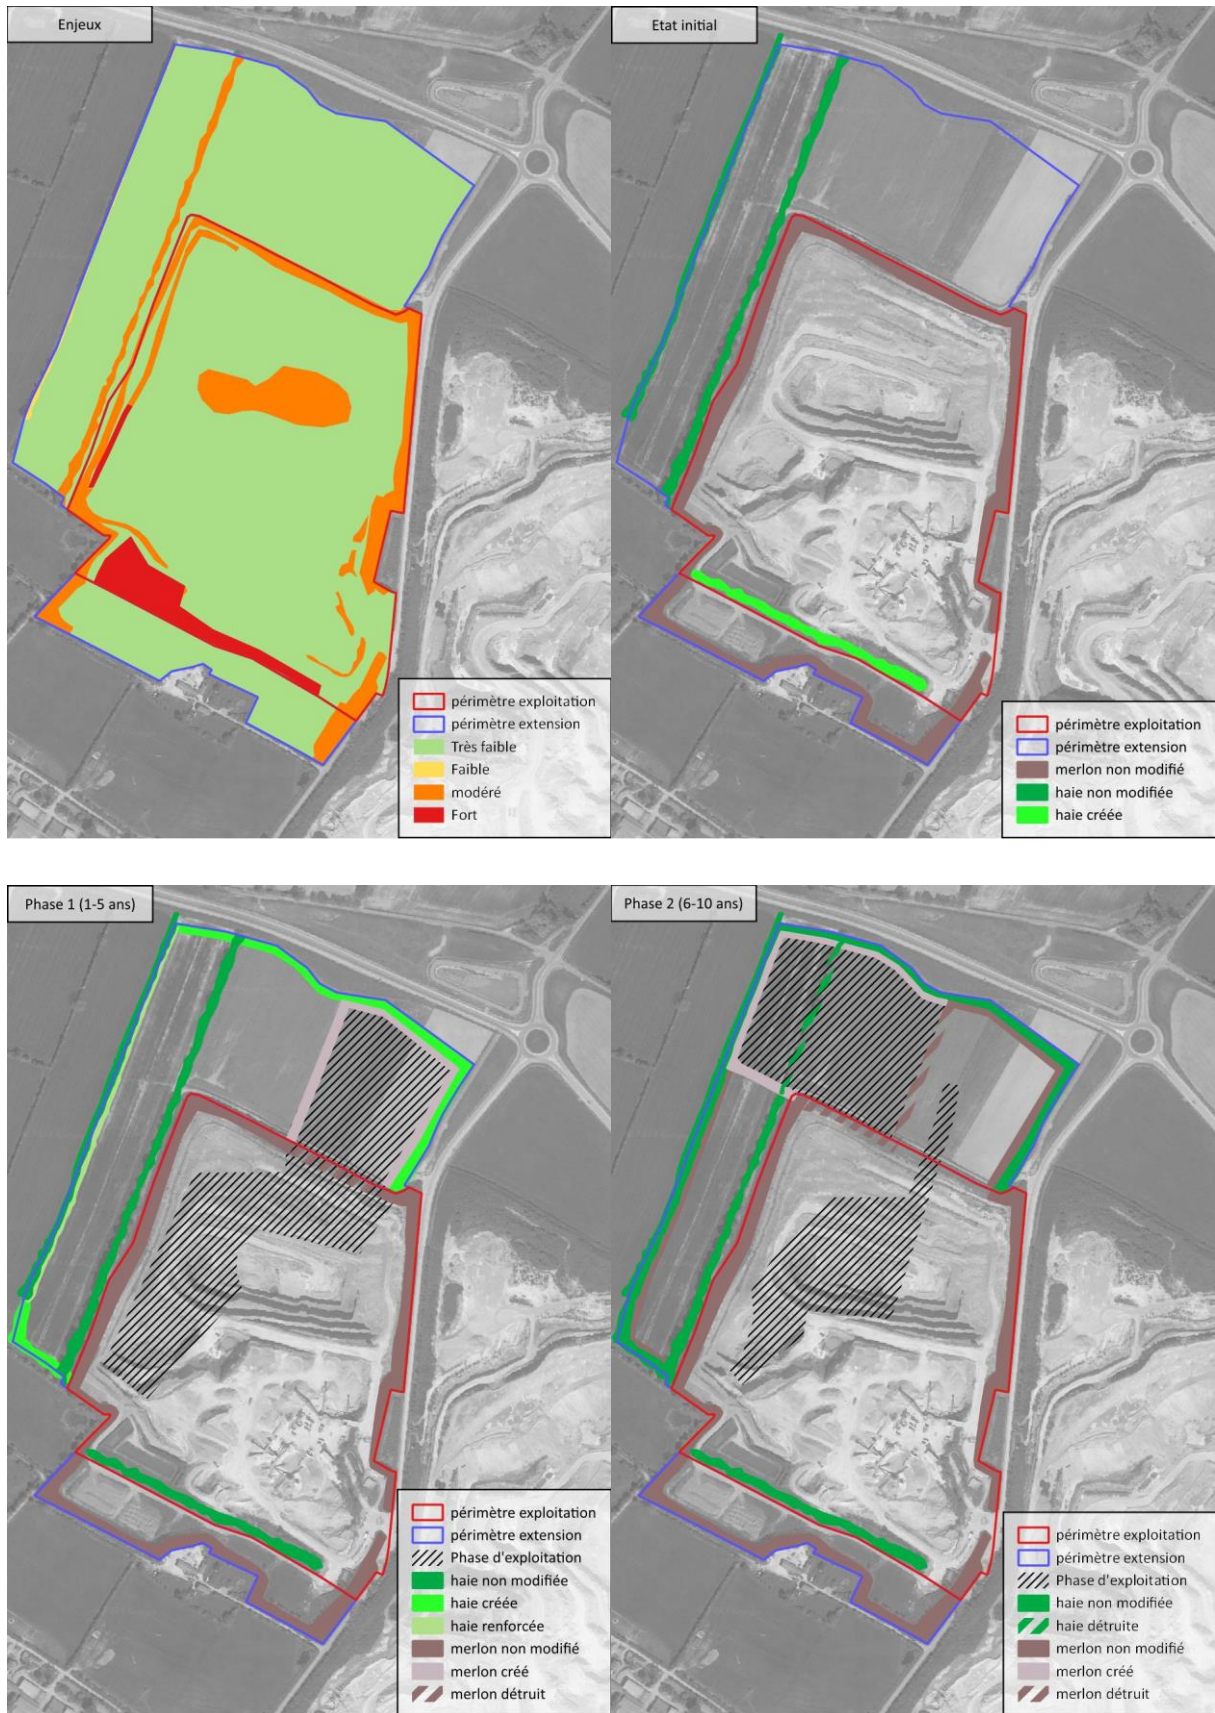 Enjeux
périmètre exploitation
périmètre extension
Très faible
Faible
modéré
Fort
Etat initial
périmètre exploitation
périmètre extension
merlon non modifié
haie non modifiée
haie créée
Phase 1 (1-5 ans)
périmètre exploitation
périmètre extension
Phase d'exploitation
haie non modifiée
haie créée
haie renforcée
merlon non modifié
merlon créé
merlon détruit
Phase 2 (6-10 ans)
périmètre exploitation
périmètre extension
Phase d'exploitation
haie non modifiée
haie détruite
merlon non modifié
merlon créé
merlon détruit